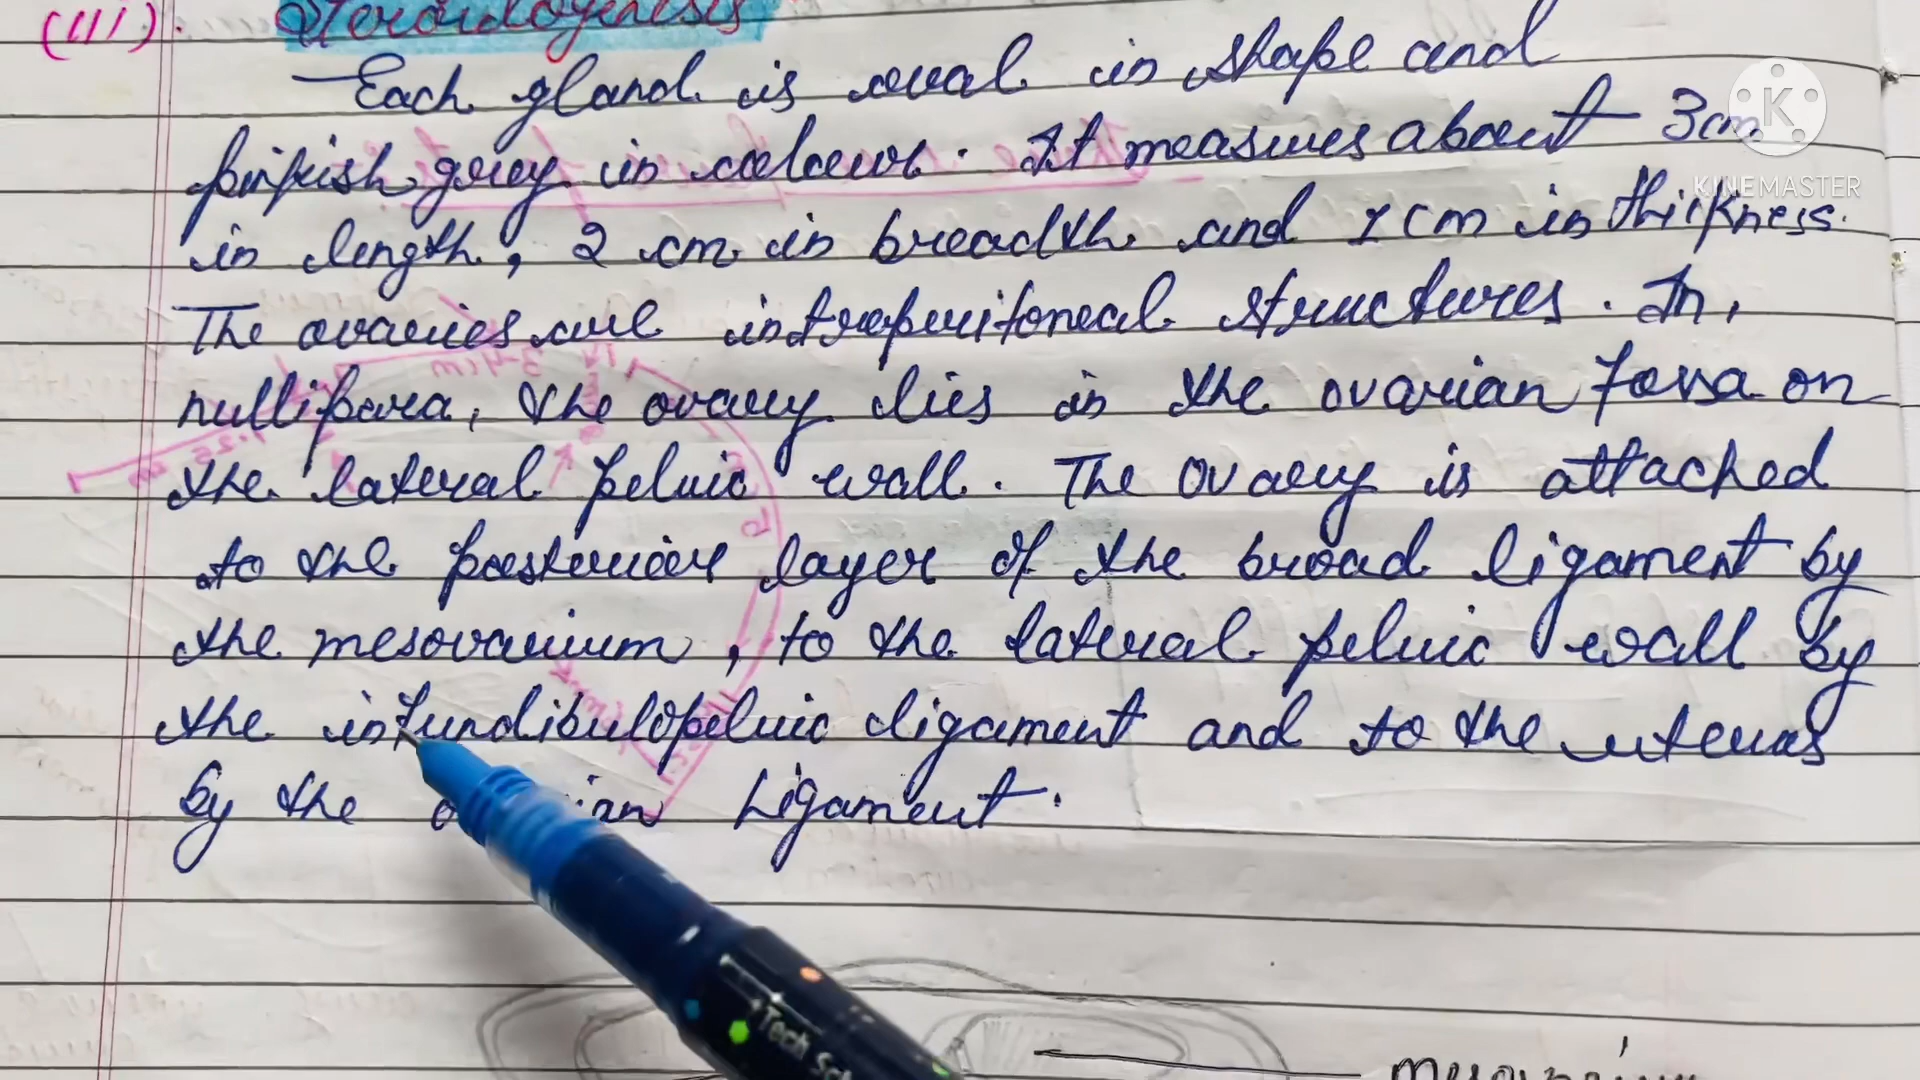 (iii). Steroidogenesis
Each gland is oval in shape and
pinkish grey in colour. It measures about 3cm
in length, 2 cm in breadth and 1 cm in thickness.
The ovaries are intraperitoneal structures. In,
nullipara, the ovary lies in the ovarian fossa on
the lateral pelvic wall. The ovary is attached
to the posterior layer of the broad ligament by
the mesovarium, to the lateral pelvic wall by
the infundibulopelvic ligament and to the uterus
by the ligament.
K
KINEMASTER